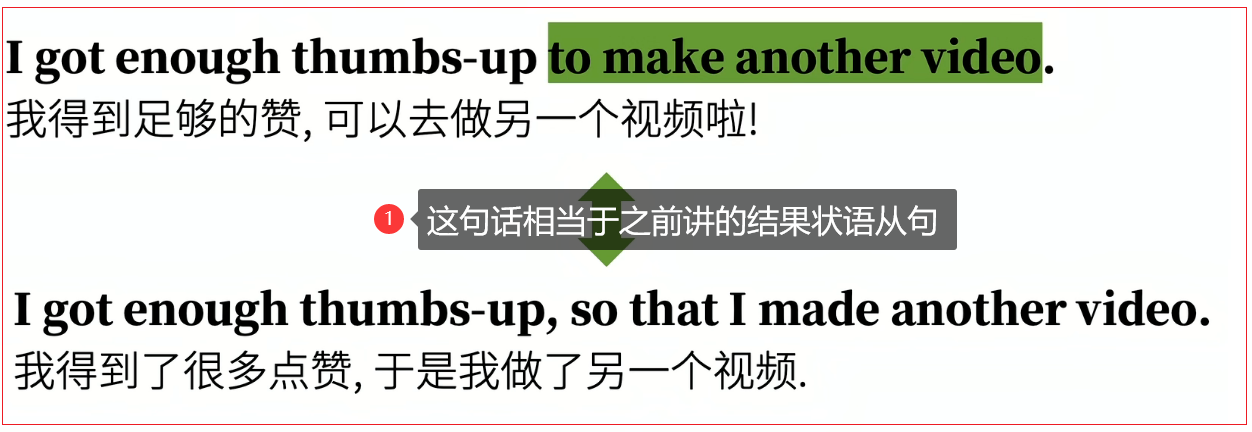 I got enough thumbs-up to make another video.
我得到足够的赞, 可以去做另一个视频啦!
1 这句话相当于之前讲的结果状语从句
I got enough thumbs-up, so that I made another video.
我得到了很多点赞, 于是我做了另一个视频.